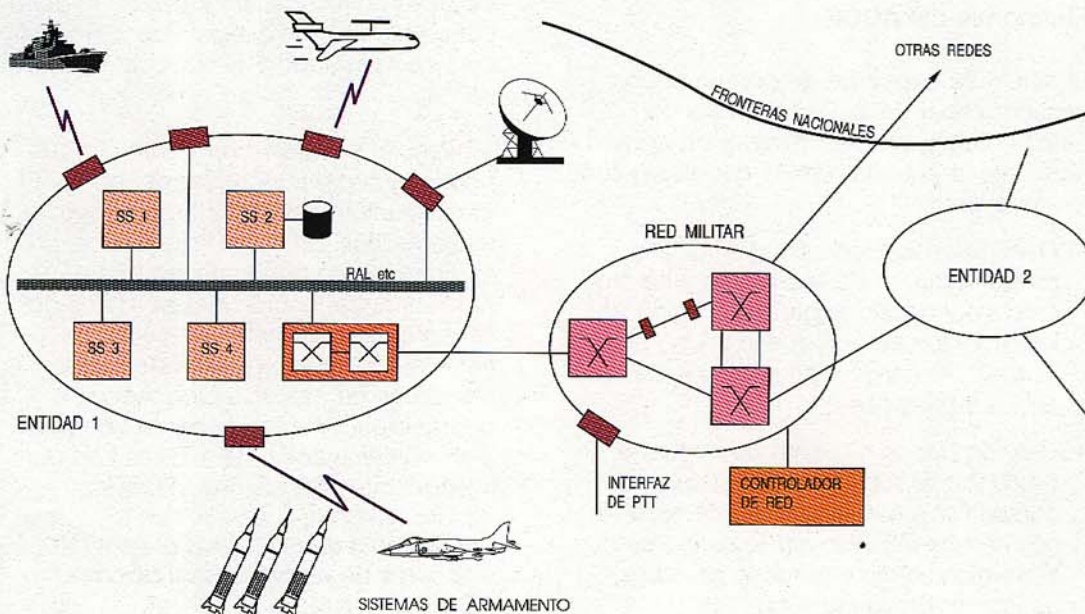 OTRAS REDES
FRONTERAS NACIONALES
SS 1
SS 2
RED MILITAR
RAL etc
ENTIDAD 2
SS 3
SS 4
ENTIDAD 1
INTERFAZ
DE PTT
CONTROLADOR
DE RED
SISTEMAS DE ARMAMENTO